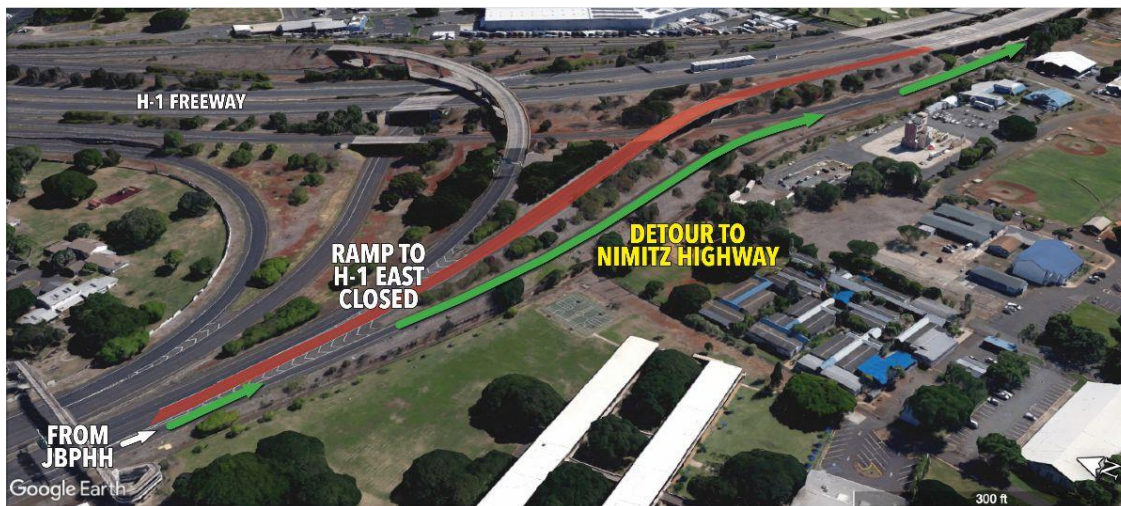 H-1 FREEWAY
RAMP TO
H-1 EAST
CLOSED
DETOUR TO
NIMITZ HIGHWAY
FROM
JBPHH
Google Earth
300 ft
N